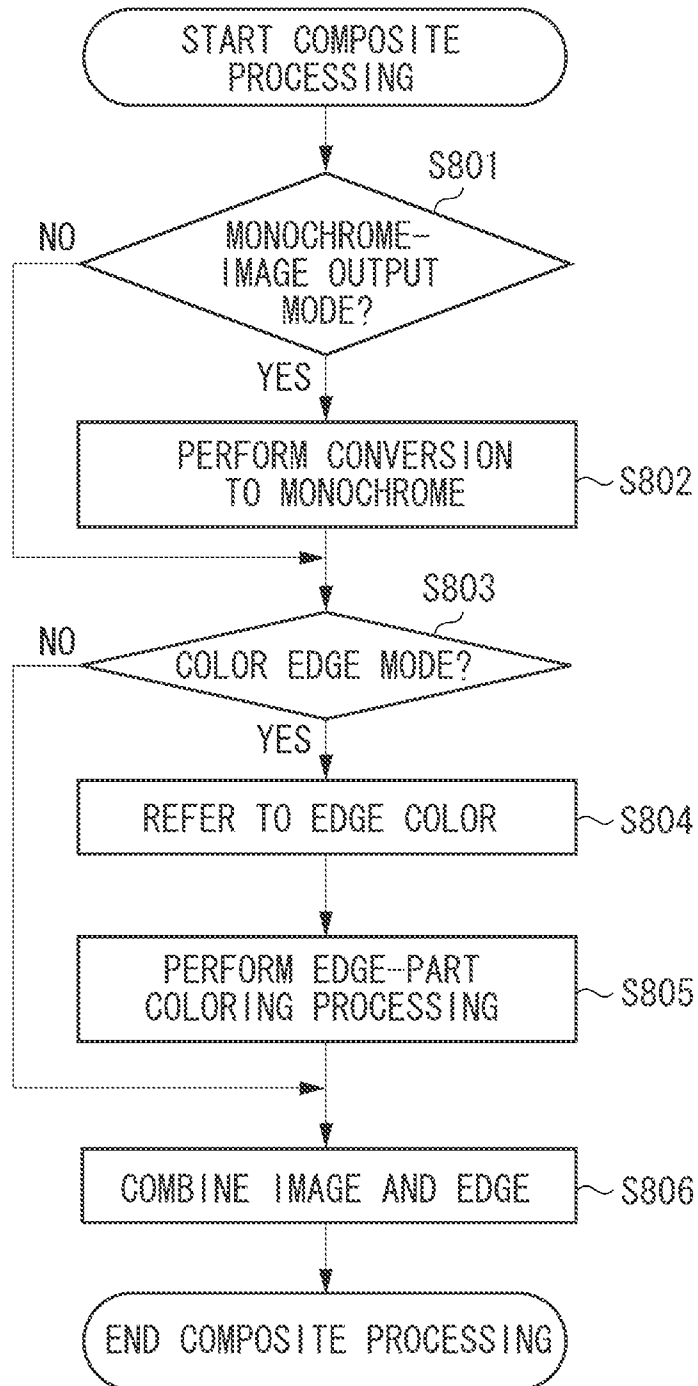 START COMPOSITE
PROCESSING
S801
NO
MONOCHROME-
IMAGE OUTPUT
MODE?
YES
PERFORM CONVERSION
TO MONOCHROME
S802
S803
NO
COLOR EDGE MODE?
YES
REFER TO EDGE COLOR
S804
PERFORM EDGE-PART
COLORING PROCESSING
S805
COMBINE IMAGE AND EDGE
S806
END COMPOSITE PROCESSING